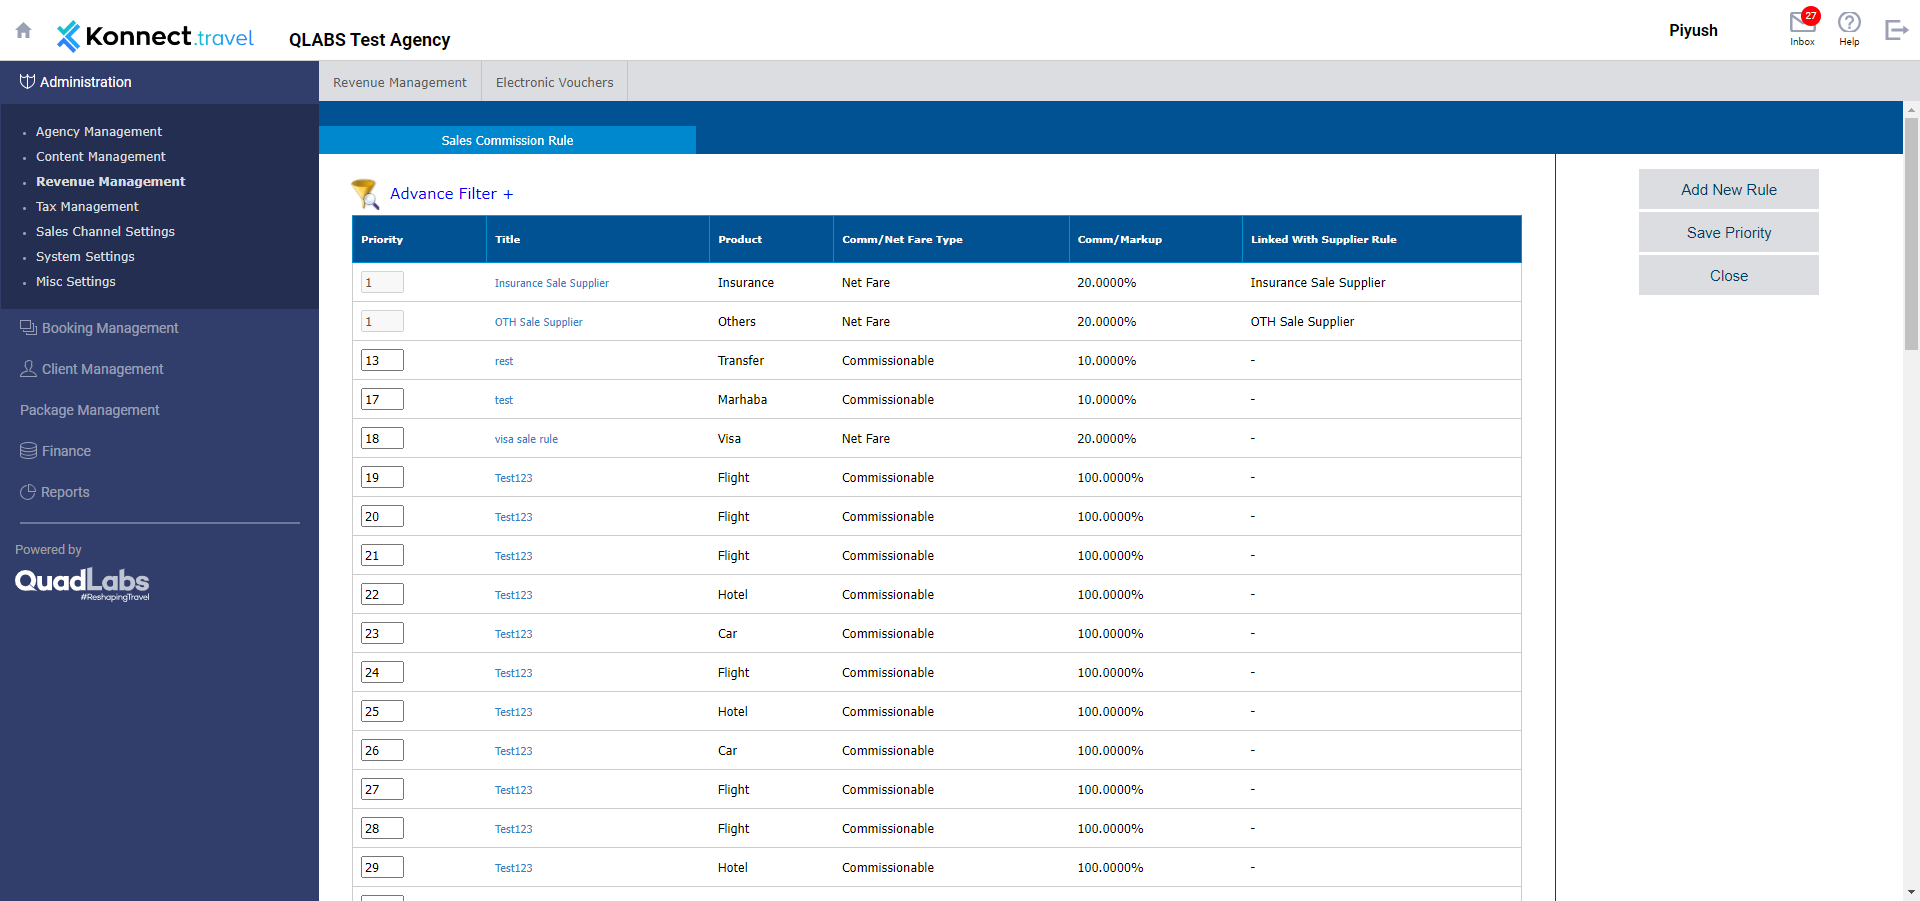 Konnect.travel
QLABS Test Agency
Piyush
27
Inbox
Help
Administration
Agency Management
Content Management
Revenue Management
Tax Management
Sales Channel Settings
System Settings
Misc Settings
Booking Management
Client Management
Package Management
Finance
Reports
Powered by
QuadLabs
#ReshapingTravel
Revenue Management Electronic Vouchers
Sales Commission Rule
Advance Filter +
Priority Title Product Comm/Net Fare Type Comm/Markup Linked With Supplier Rule
1 Insurance Sale Supplier Insurance Net Fare 20.0000% Insurance Sale Supplier
1 OTH Sale Supplier Others Net Fare 20.0000% OTH Sale Supplier
13 rest Transfer Commissionable 10.0000% -
17 test Marhaba Commissionable 10.0000% -
18 visa sale rule Visa Net Fare 20.0000% -
19 Test123 Flight Commissionable 100.0000% -
20 Test123 Flight Commissionable 100.0000% -
21 Test123 Flight Commissionable 100.0000% -
22 Test123 Hotel Commissionable 100.0000% -
23 Test123 Car Commissionable 100.0000% -
24 Test123 Flight Commissionable 100.0000% -
25 Test123 Hotel Commissionable 100.0000% -
26 Test123 Car Commissionable 100.0000% -
27 Test123 Flight Commissionable 100.0000% -
28 Test123 Flight Commissionable 100.0000% -
29 Test123 Hotel Commissionable 100.0000% -
Add New Rule
Save Priority
Close